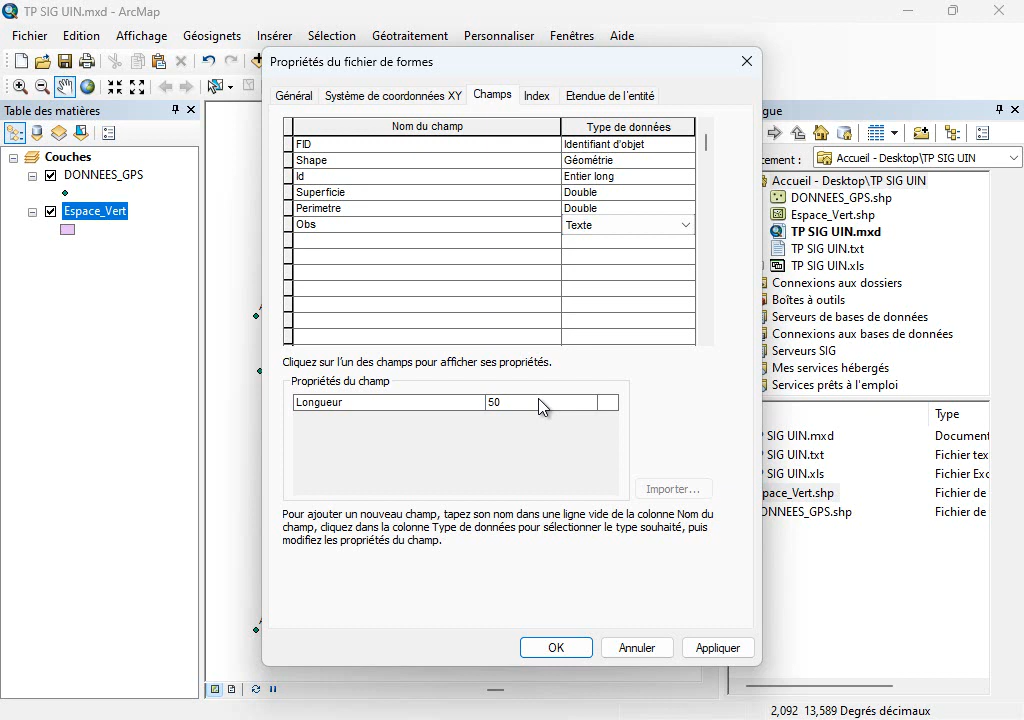 TP SIG UIN.mxd - ArcMap
Fichier Edition Affichage Géosignets Insérer Sélection Géotraitement Personnaliser Fenêtres Aide
Table des matières
Couches
DONNEES_GPS
Espace_Vert
Propriétés du fichier de formes
Général Système de coordonnées XY Champs Index Etendue de l'entité
Nom du champ Type de données
FID Identifiant d'objet
Shape Géométrie
Id Entier long
Superficie Double
Perimetre Double
Obs Texte
Cliquez sur l'un des champs pour afficher ses propriétés.
Propriétés du champ
Longueur 50
Importer...
Pour ajouter un nouveau champ, tapez son nom dans une ligne vide de la colonne Nom du
champ, cliquez dans la colonne Type de données pour sélectionner le type souhaité, puis
modifiez les propriétés du champ.
OK Annuler Appliquer
gue
cement : Accueil - Desktop\TP SIG UIN
Accueil - Desktop\TP SIG UIN
DONNEES_GPS.shp
Espace_Vert.shp
TP SIG UIN.mxd
TP SIG UIN.txt
TP SIG UIN.xls
Connexions aux dossiers
Boîtes à outils
Serveurs de bases de données
Connexions aux bases de données
Serveurs SIG
Mes services hébergés
Services prêts à l'emploi
Type
SIG UIN.mxd Document
SIG UIN.txt Fichier tex
SIG UIN.xls Fichier Exc
pace_Vert.shp Fichier de
ONNEES_GPS.shp Fichier de
2,092 13,589 Degrés décimaux